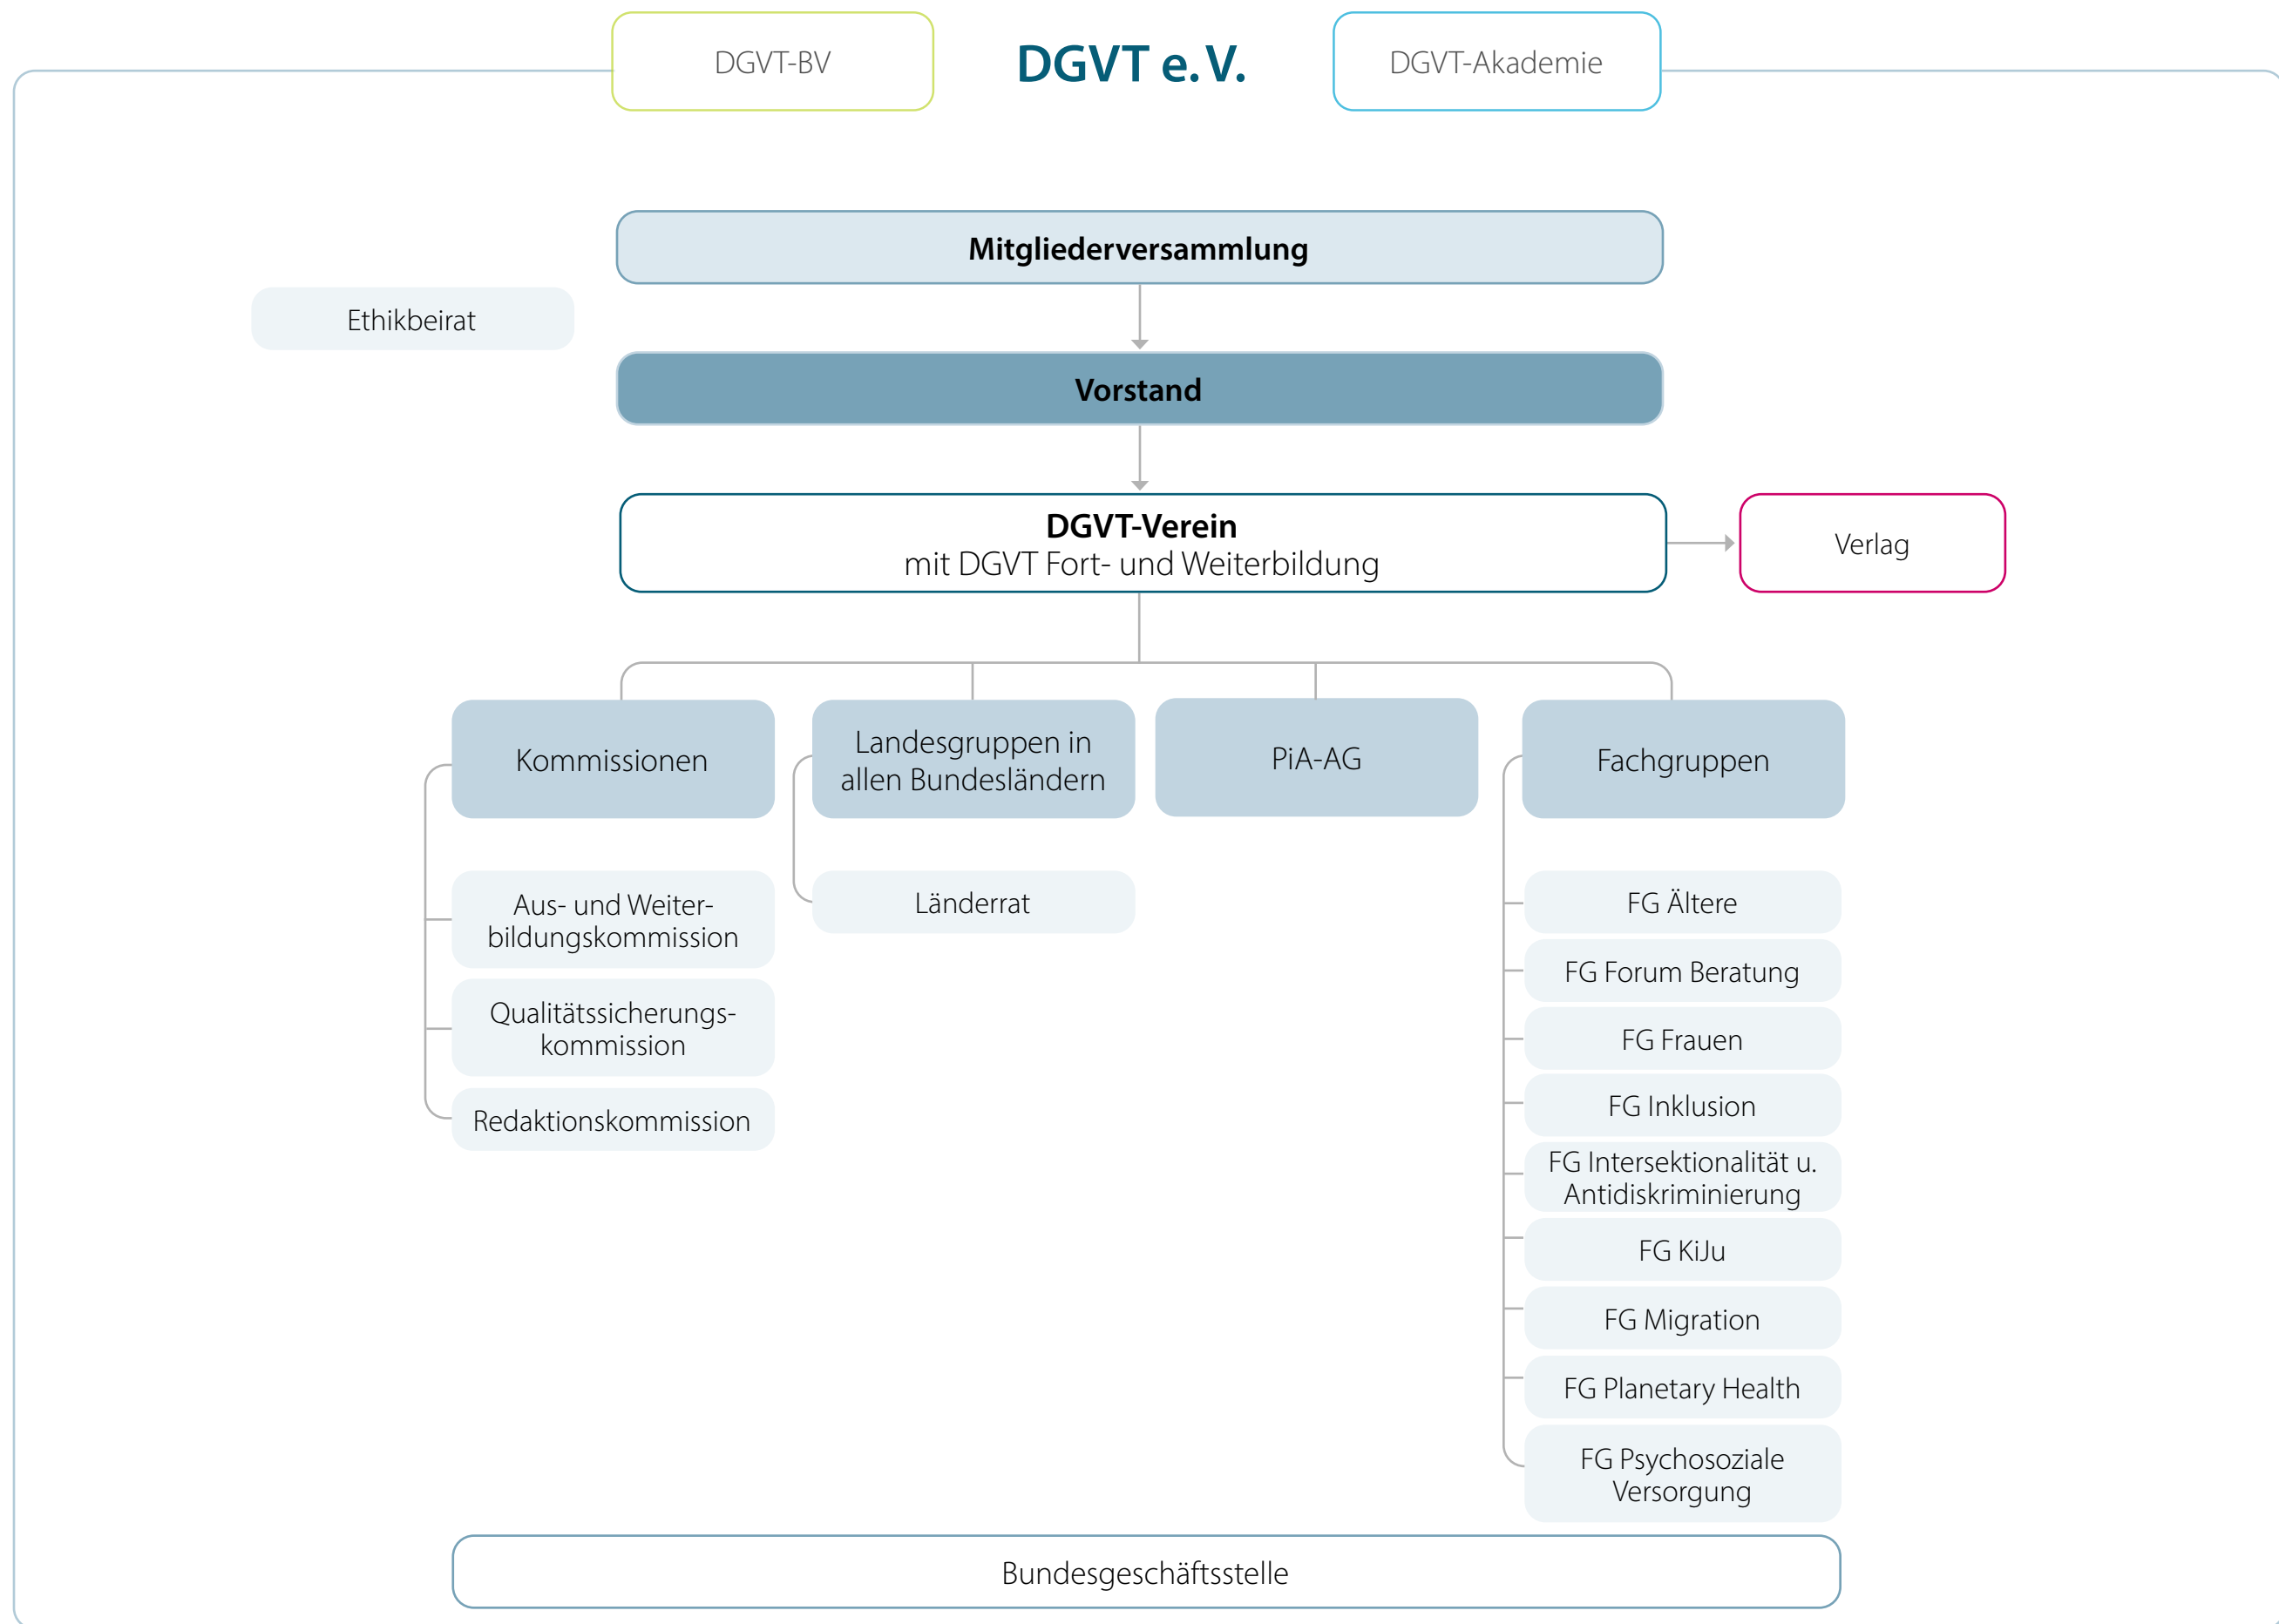 DGVT-BV
DGVT e. V.
DGVT-Akademie
Mitgliederversammlung
Ethikbeirat
Vorstand
DGVT-Verein
mit DGVT Fort- und Weiterbildung
Verlag
Kommissionen
Landesgruppen in
allen Bundesländern
PiA-AG
Fachgruppen
Aus- und Weiter-
bildungskommission
Qualitätssicherungs-
kommission
Redaktionskommission
Länderrat
FG Ältere
FG Forum Beratung
FG Frauen
FG Inklusion
FG Intersektionalität u.
Antidiskriminierung
FG KiJu
FG Migration
FG Planetary Health
FG Psychosoziale
Versorgung
Bundesgeschäftsstelle